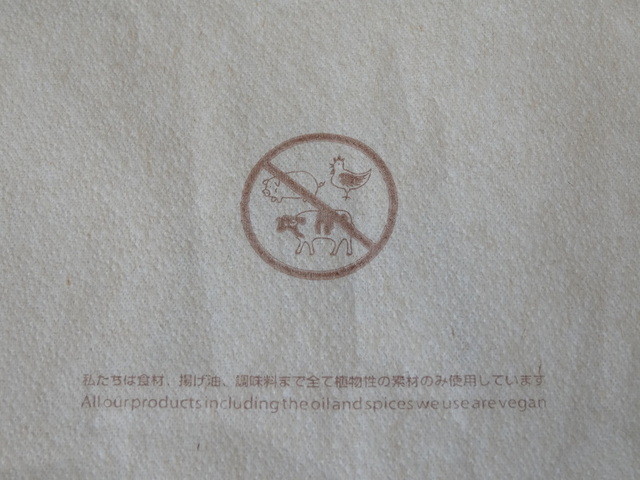 私たちは食材、揚げ油、調味料まで全て植物性の素材のみ使用しています
All our products including the oil and spices we use are vegan